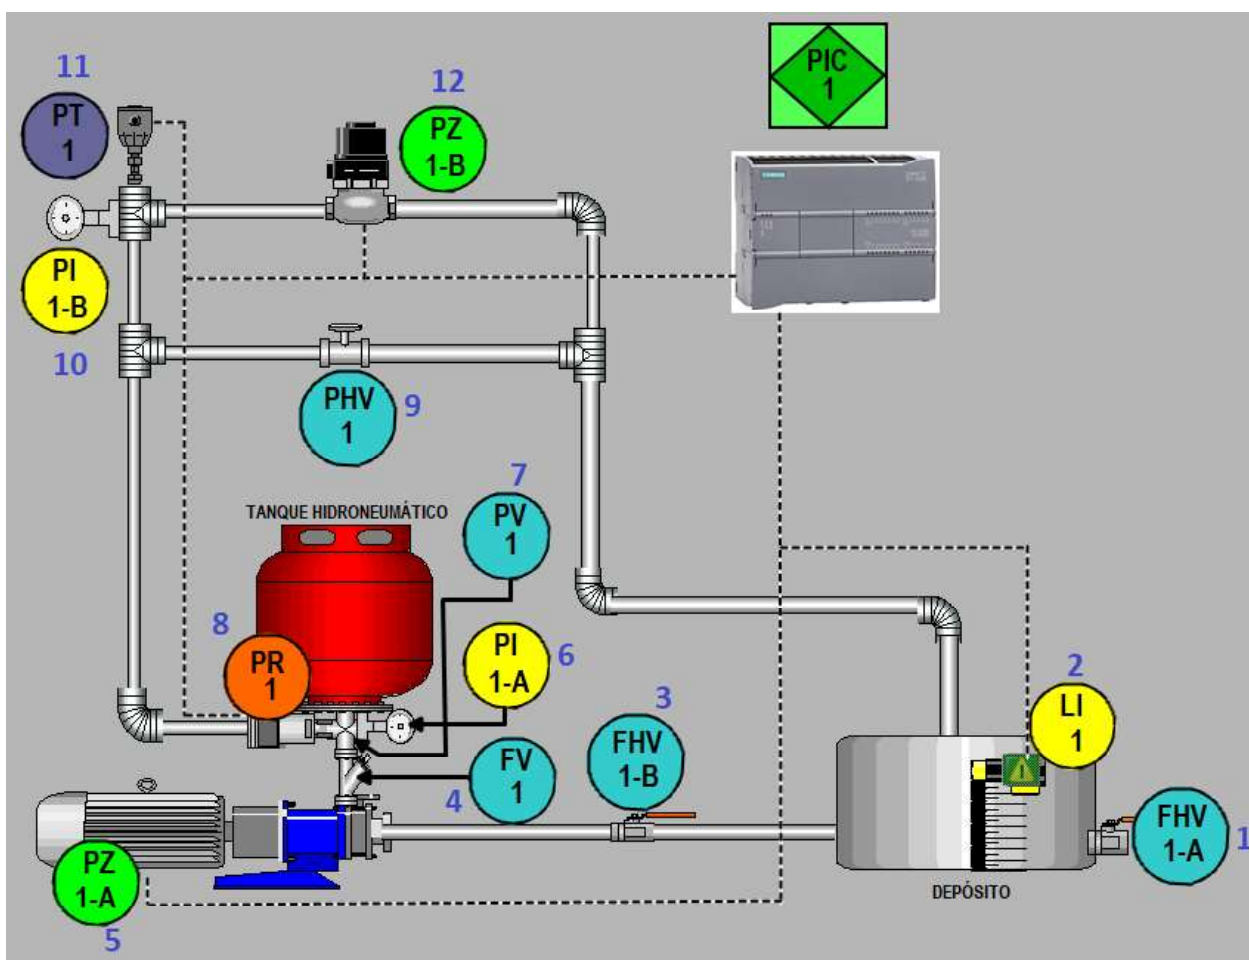 11
PT
1
12
PZ
1-B
PIC
1
SIEMENS
PI
1-B
10
PHV
1
9
7
PV
1
TANQUE HIDRONEUMÁTICO
8
PR
1
PI
1-A
6
3
FHV
1-B
2
LI
1
FV
1
4
FHV
1-A
1
PZ
1-A
5
DEPÓSITO